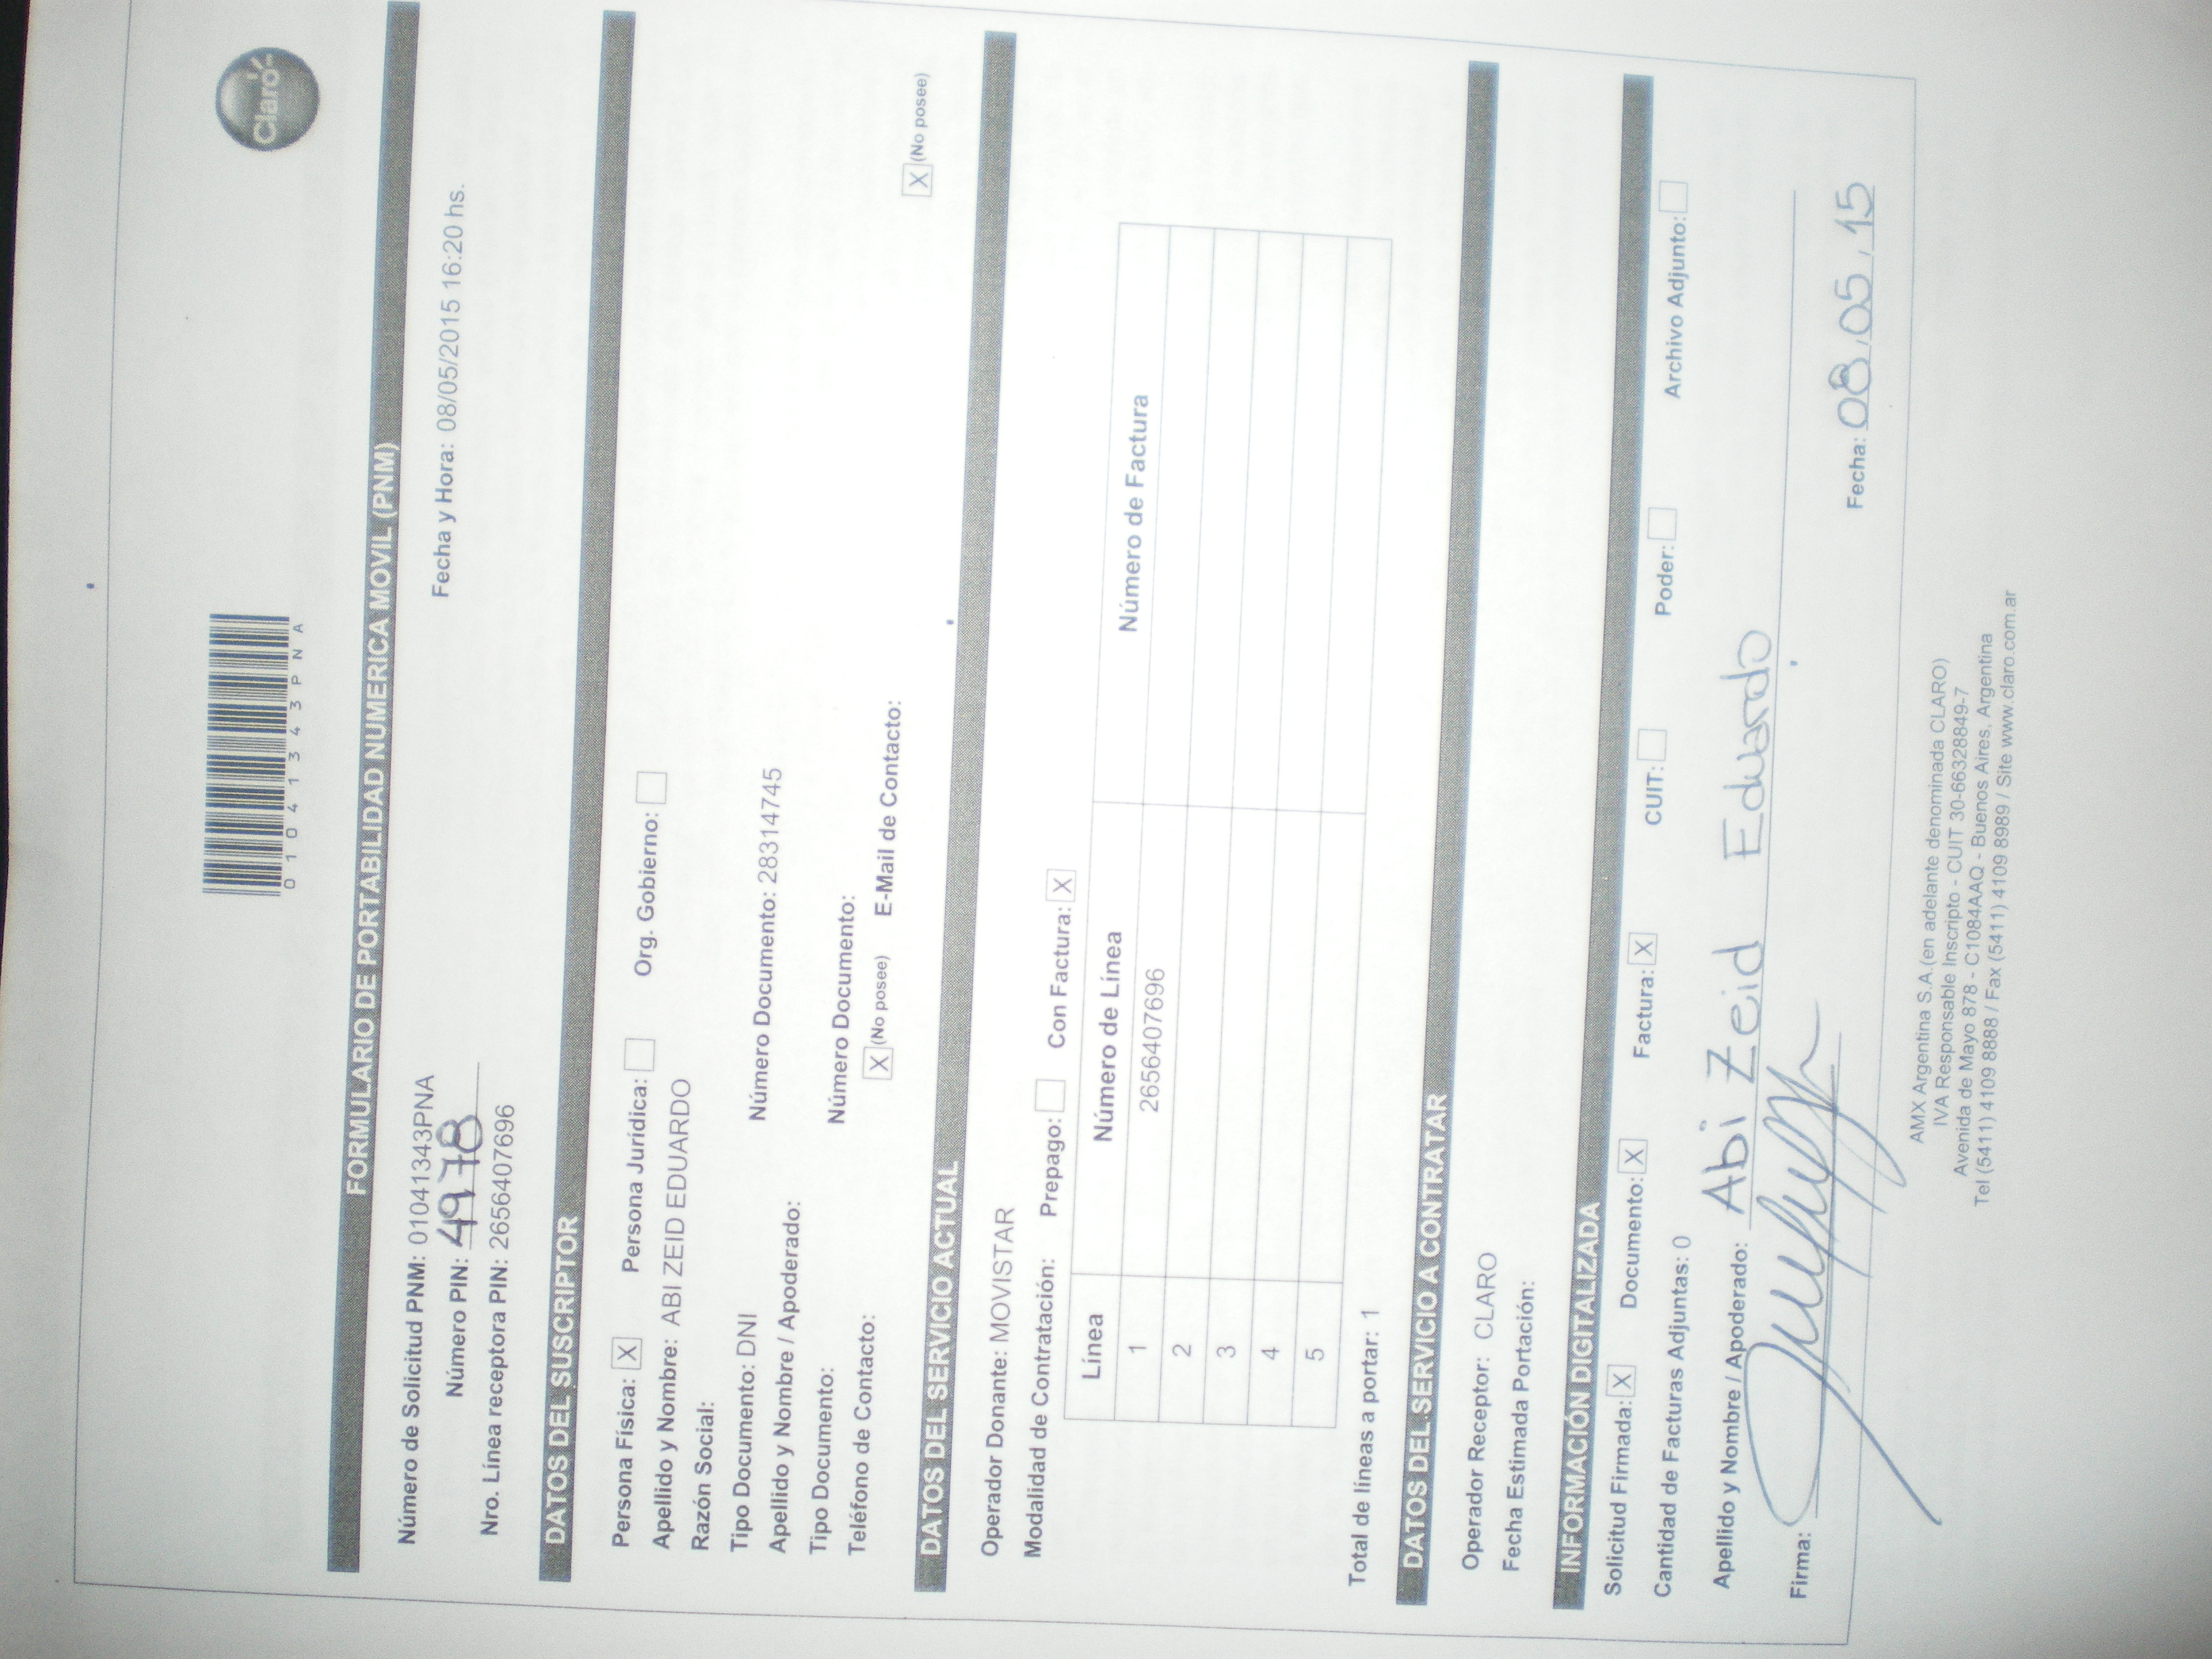 Claro
01041343PNA
FORMULARIO DE PORTABILIDAD NUMERICA MOVIL (PNM)
Número de Solicitud PNM: 01041343PNA Fecha y Hora: 08/05/2015 16:20 hs.
Número PIN: 4978
Nro. Línea receptora PIN: 2656407696
DATOS DEL SUSCRIPTOR
Persona Física: X Persona Jurídica: Org. Gobierno:
Apellido y Nombre: ABI ZEID EDUARDO
Razón Social:
Tipo Documento: DNI Número Documento: 28314745
Apellido y Nombre / Apoderado:
Tipo Documento: Número Documento:
Teléfono de Contacto: X (No posee) E-Mail de Contacto: X (No posee)
DATOS DEL SERVICIO ACTUAL
Operador Donante: MOVISTAR
Modalidad de Contratación: Prepago: Con Factura: X
Línea Número de Línea Número de Factura
1 2656407696
2
3
4
5
Total de líneas a portar: 1
DATOS DEL SERVICIO A CONTRATAR
Operador Receptor: CLARO
Fecha Estimada Portación:
INFORMACIÓN DIGITALIZADA
Solicitud Firmada: X Documento: X Factura: X CUIT: Poder: Archivo Adjunto:
Cantidad de Facturas Adjuntas: 0
Apellido y Nombre / Apoderado: Abi Zeid Eduardo
Firma: Fecha: 08,05,15
AMX Argentina S.A.(en adelante denominada CLARO)
IVA Responsable Inscripto - CUIT 30-66328849-7
Avenida de Mayo 878 - C1084AAQ - Buenos Aires, Argentina
Tel (5411) 4109 8888 / Fax (5411) 4109 8989 / Site www.claro.com.ar